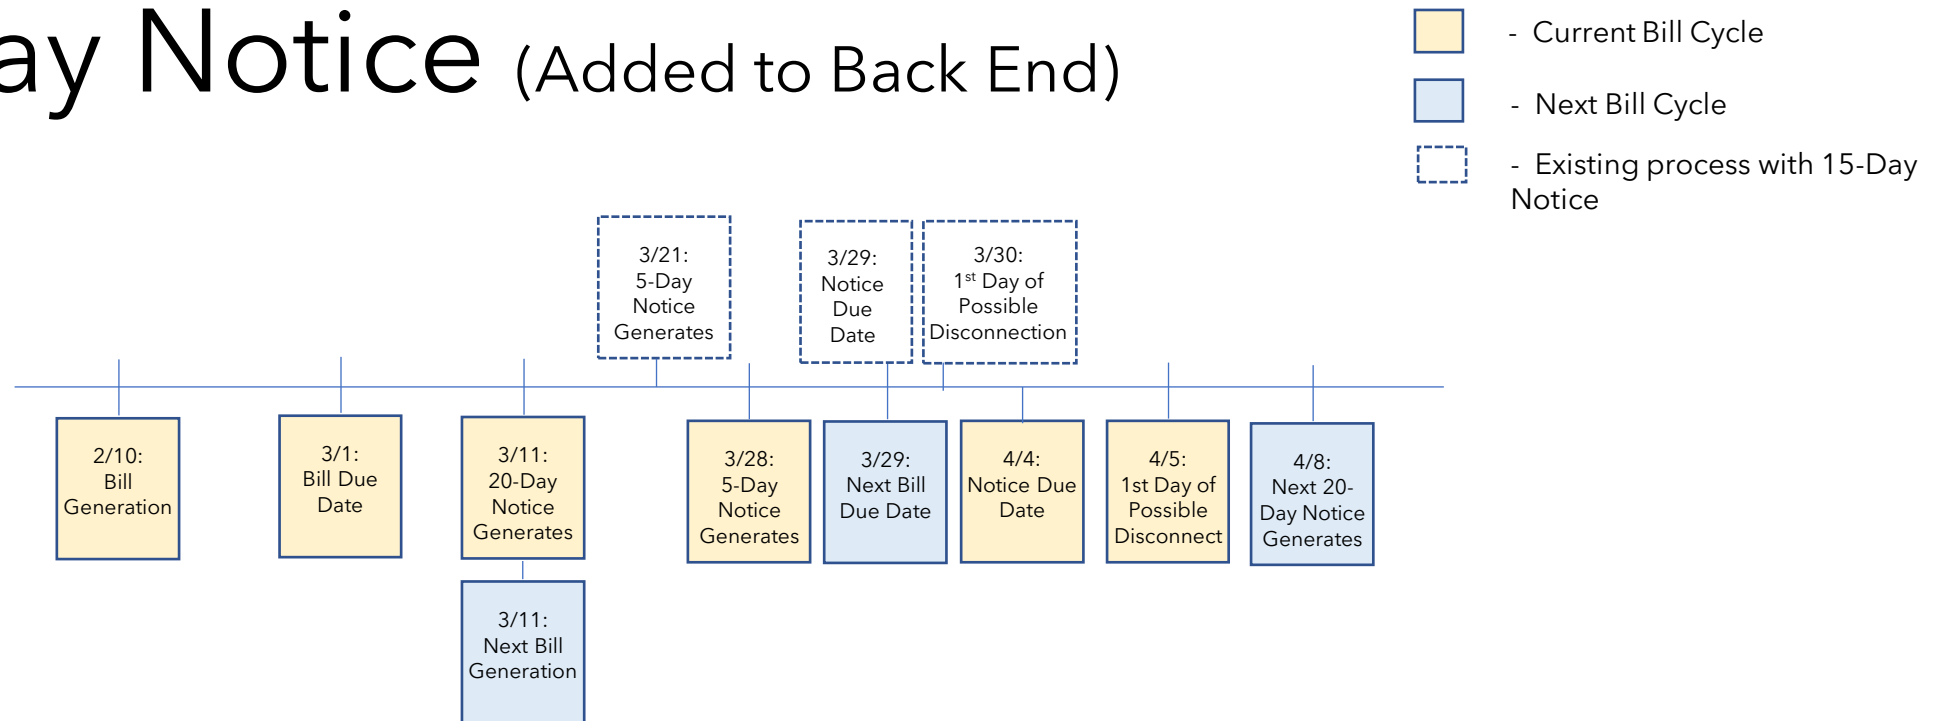 ay Notice (Added to Back End)
- Current Bill Cycle
- Next Bill Cycle
- Existing process with 15-Day
Notice
3/21:
5-Day
Notice
Generates
3/29:
Notice
Due
Date
3/30:
1st Day of
Possible
Disconnection
2/10:
Bill
Generation
3/1:
Bill Due
Date
3/11:
20-Day
Notice
Generates
3/28:
5-Day
Notice
Generates
3/29:
Next Bill
Due Date
4/4:
Notice Due
Date
4/5:
1st Day of
Possible
Disconnect
4/8:
Next 20-
Day Notice
Generates
3/11:
Next Bill
Generation